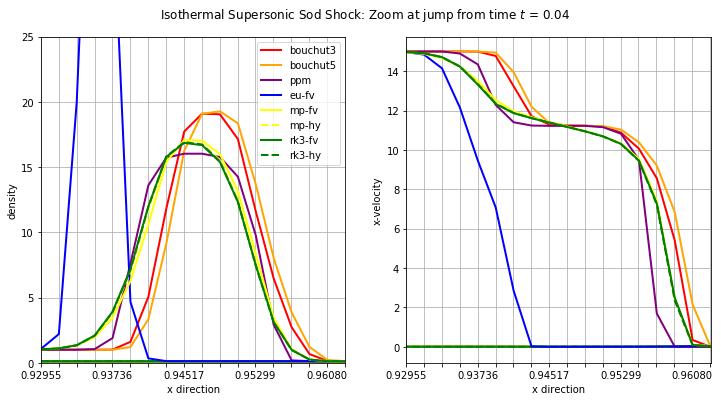 Isothermal Supersonic Sod Shock: Zoom at jump from time t = 0.04
25
20
15
10
5
0
density
bouchut3
bouchut5
ppm
eu-fv
mp-fv
mp-hy
rk3-fv
rk3-hy
0.92955 0.93736 0.94517 0.95299 0.96080
x direction
14
12
10
8
6
4
2
0
x-velocity
0.92955 0.93736 0.94517 0.95299 0.96080
x direction